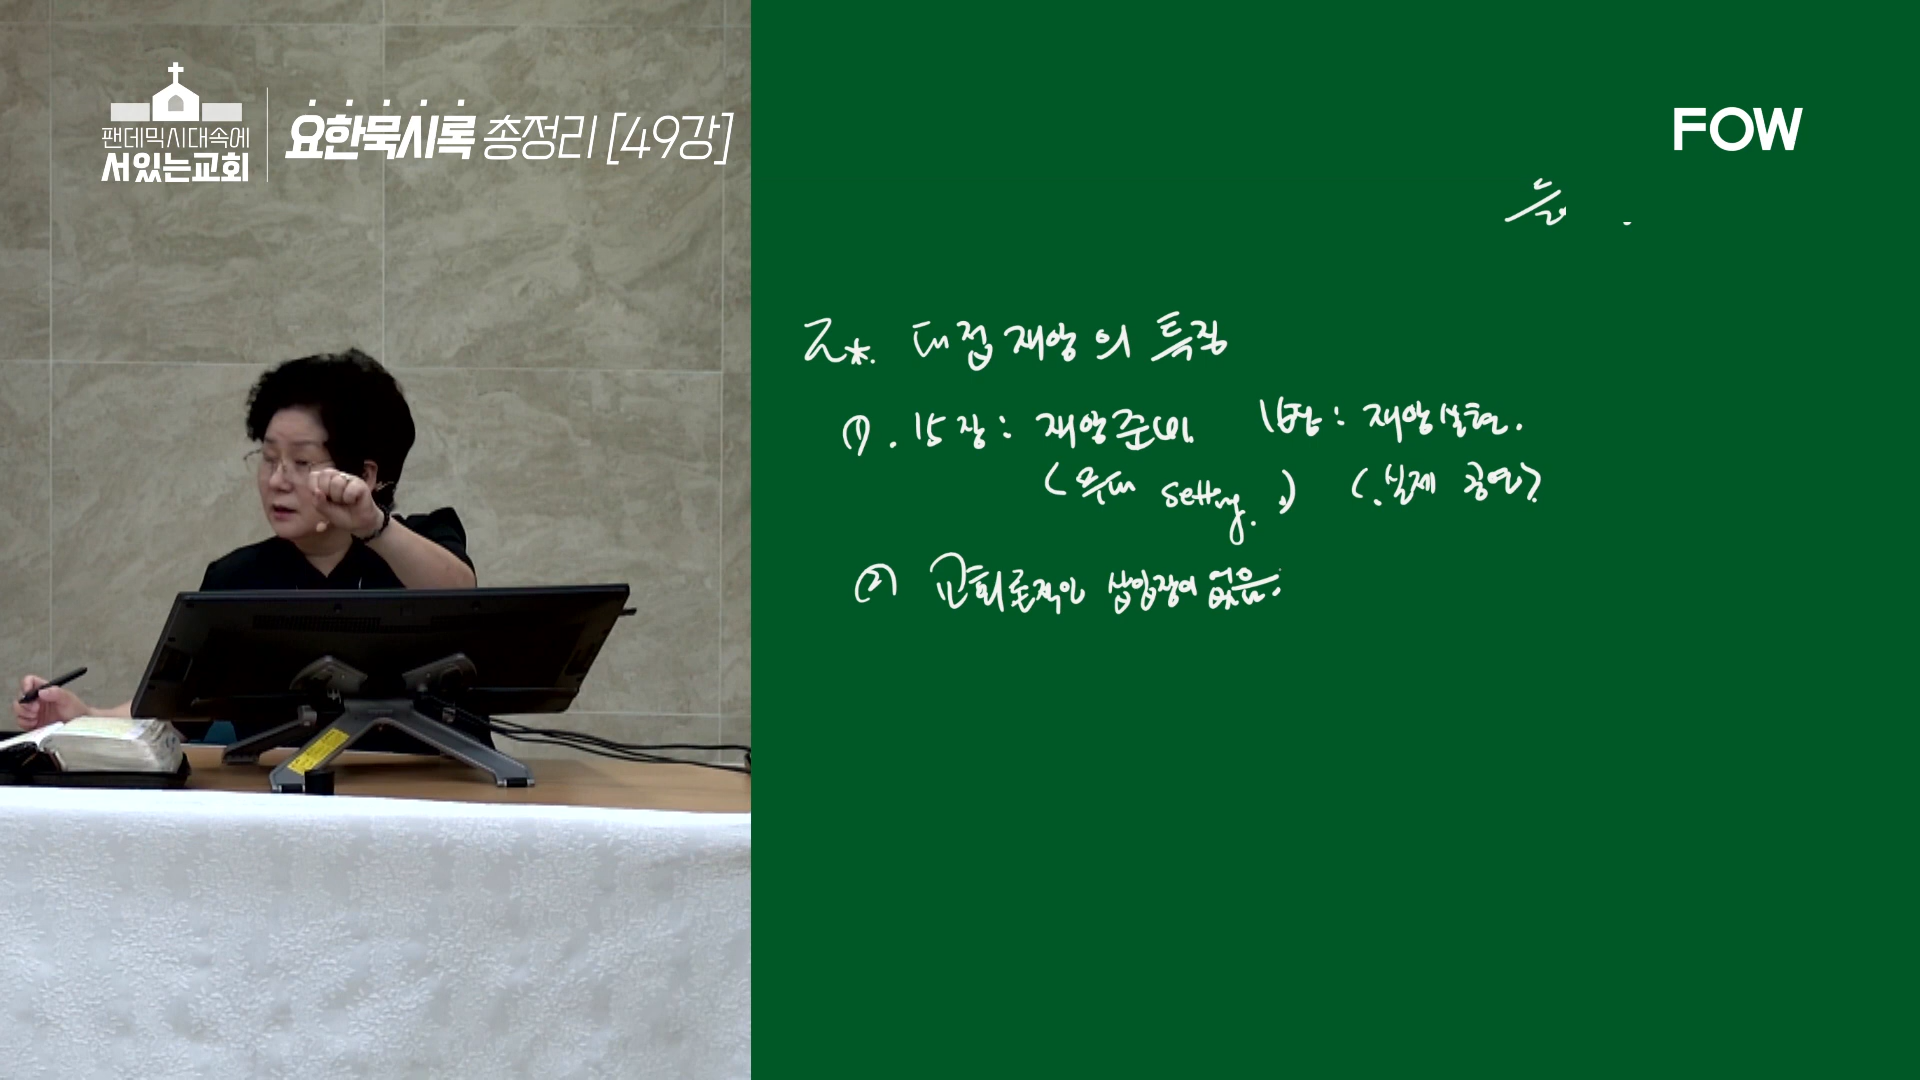 팬데믹시대속에
서있는교회
요한묵시록 총정리 [49강]
FOW
대접재앙의 특징
① . 15장 : 재앙준비 16장 : 재앙실현.
(무대 setting.) (실제 공연)
② 교회론적인 삽입장이 없음.